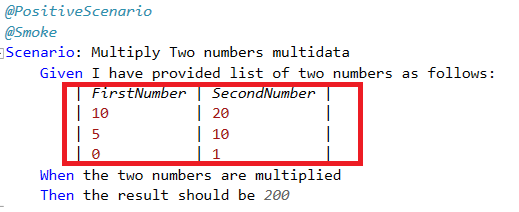 @PositiveScenario
@Smoke
Scenario: Multiply Two numbers multidata
Given I have provided list of two numbers as follows:
| FirstNumber | SecondNumber |
| 10 | 20 |
| 5 | 10 |
| 0 | 1 |
When the two numbers are multiplied
Then the result should be 200